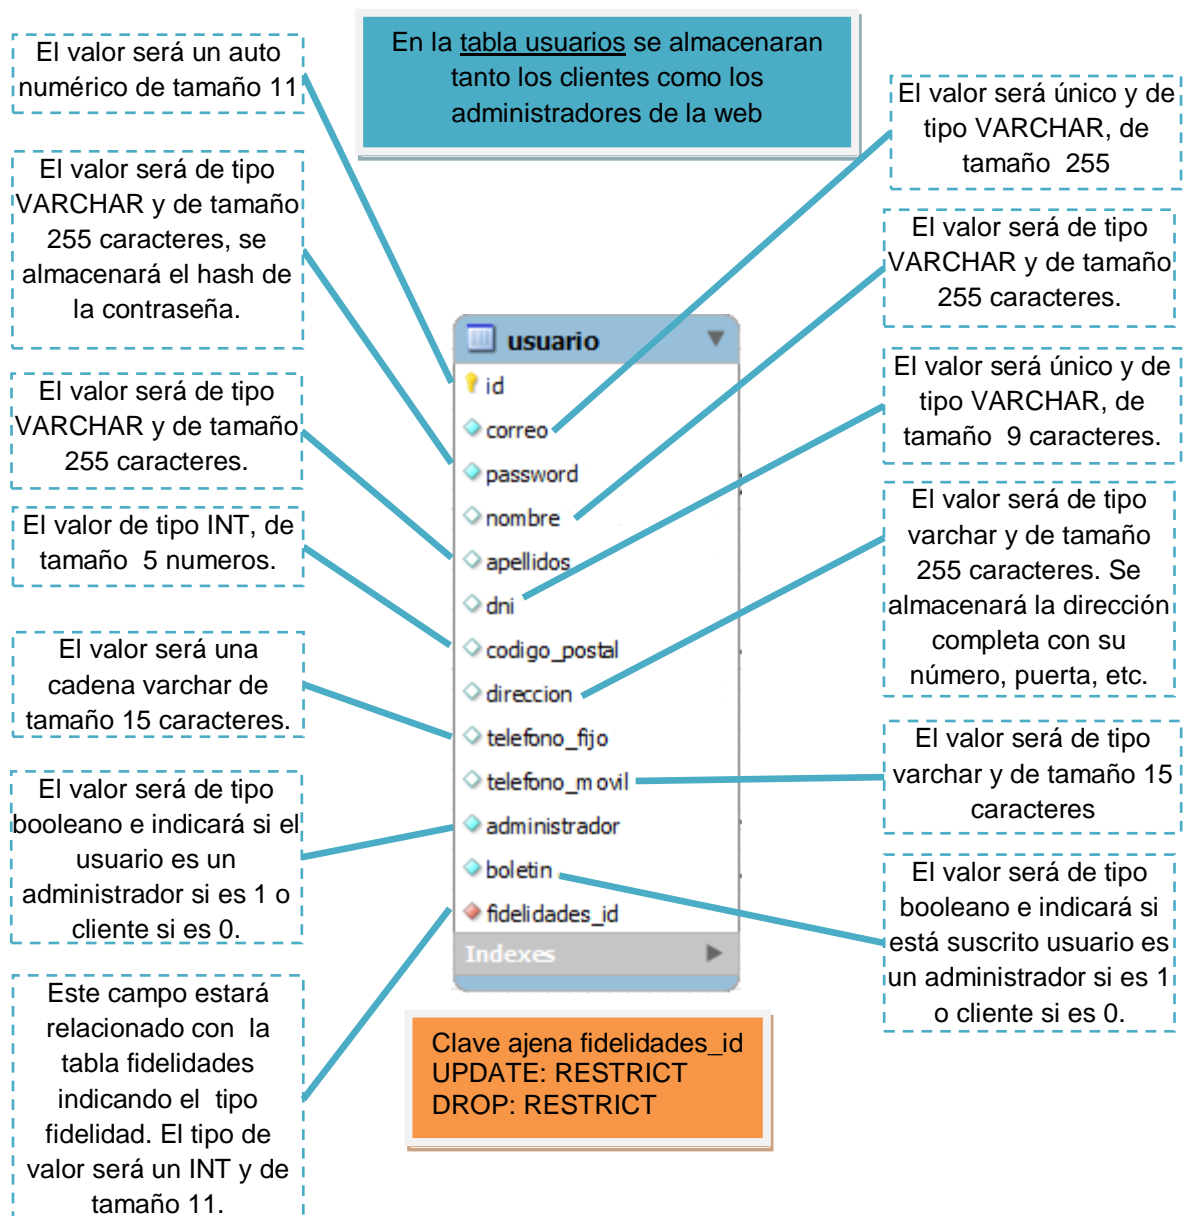 En la tabla usuarios se almacenaran
tanto los clientes como los
administradores de la web
El valor será un auto
numérico de tamaño 11
El valor será de tipo
VARCHAR y de tamaño
255 caracteres, se
almacenará el hash de
la contraseña.
El valor será de tipo
VARCHAR y de tamaño
255 caracteres.
El valor de tipo INT, de
tamaño 5 numeros.
El valor será una
cadena varchar de
tamaño 15 caracteres.
El valor será de tipo
booleano e indicará si el
usuario es un
administrador si es 1 o
cliente si es 0.
Este campo estará
relacionado con la
tabla fidelidades
indicando el tipo
fidelidad. El tipo de
valor será un INT y de
tamaño 11.
usuario
id
correo
password
nombre
apellidos
dni
codigo_postal
direccion
telefono_fijo
telefono_movil
administrador
boletin
fidelidades_id
Indexes
Clave ajena fidelidades_id
UPDATE: RESTRICT
DROP: RESTRICT
El valor será único y de
tipo VARCHAR, de
tamaño 255
El valor será de tipo
VARCHAR y de tamaño
255 caracteres.
El valor será único y de
tipo VARCHAR, de
tamaño 9 caracteres.
El valor será de tipo
varchar y de tamaño
255 caracteres. Se
almacenará la dirección
completa con su
número, puerta, etc.
El valor será de tipo
varchar y de tamaño 15
caracteres
El valor será de tipo
booleano e indicará si
está suscrito usuario es
un administrador si es 1
o cliente si es 0.